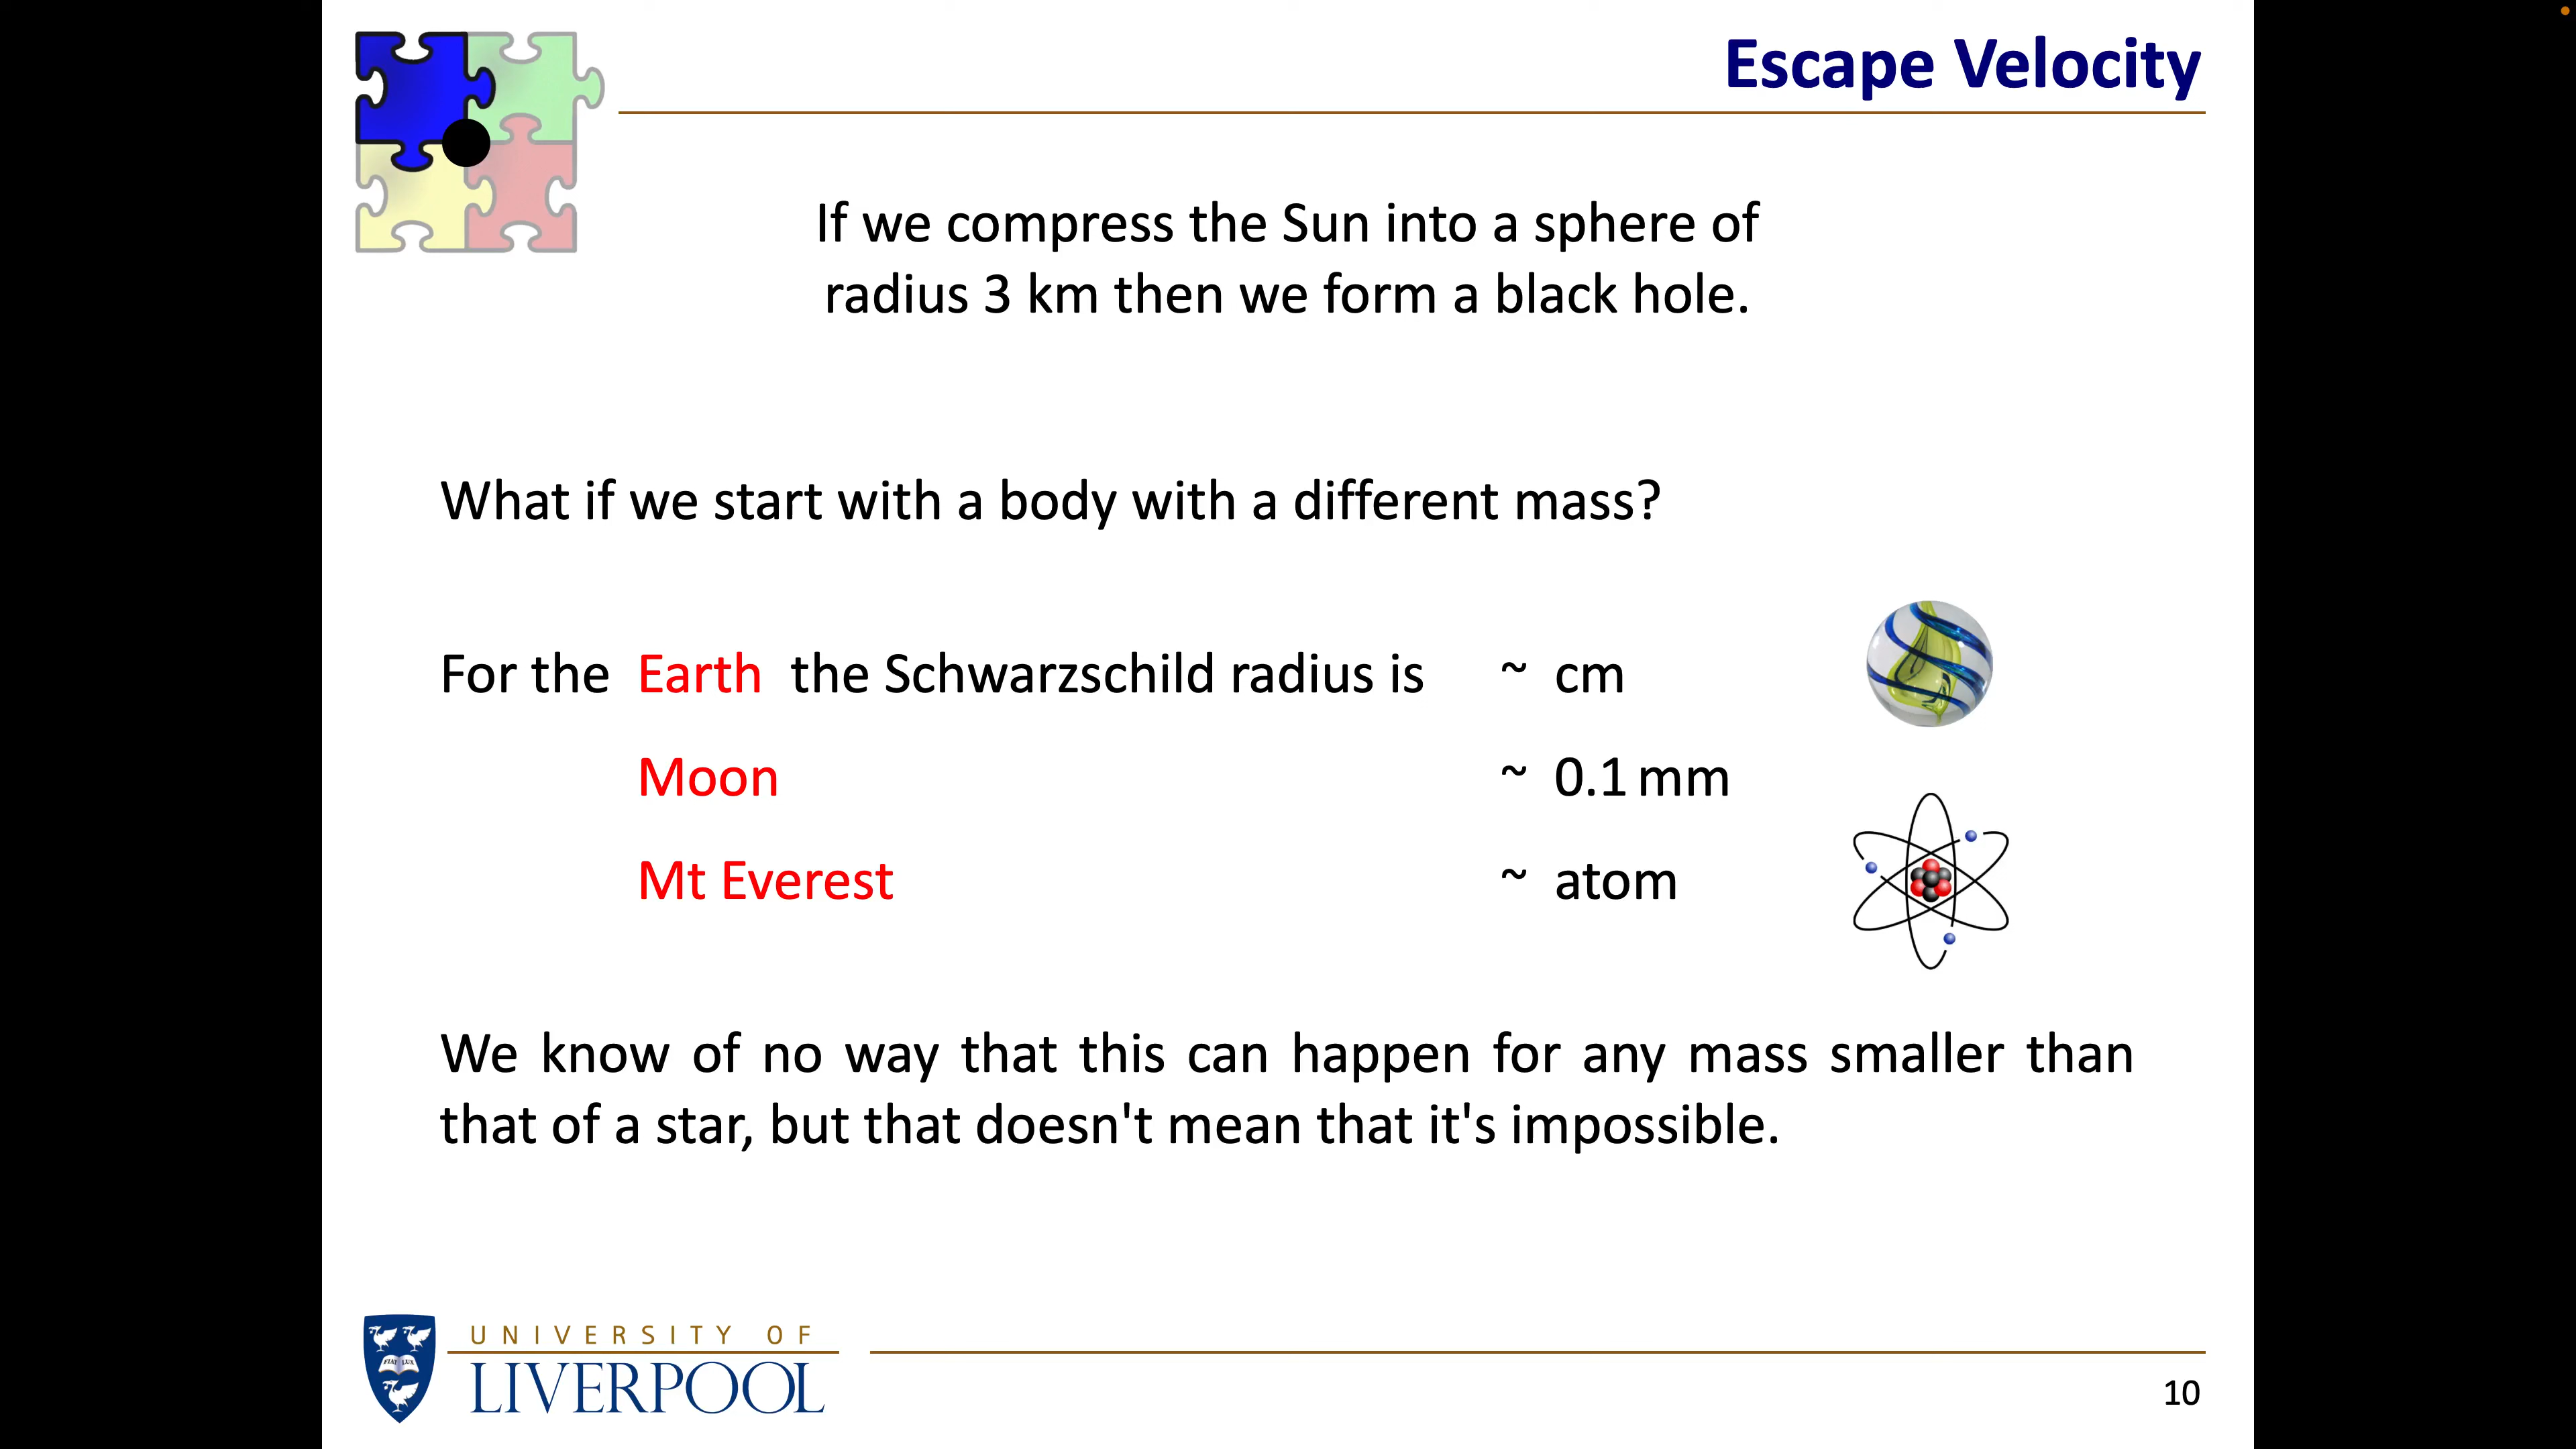 Escape Velocity
If we compress the Sun into a sphere of
radius 3 km then we form a black hole.
What if we start with a body with a different mass?
For the Earth the Schwarzschild radius is ~ cm
Moon ~ 0.1 mm
Mt Everest ~ atom
We know of no way that this can happen for any mass smaller than
that of a star, but that doesn't mean that it's impossible.
FIAT LUX
UNIVERSITY OF
LIVERPOOL
10